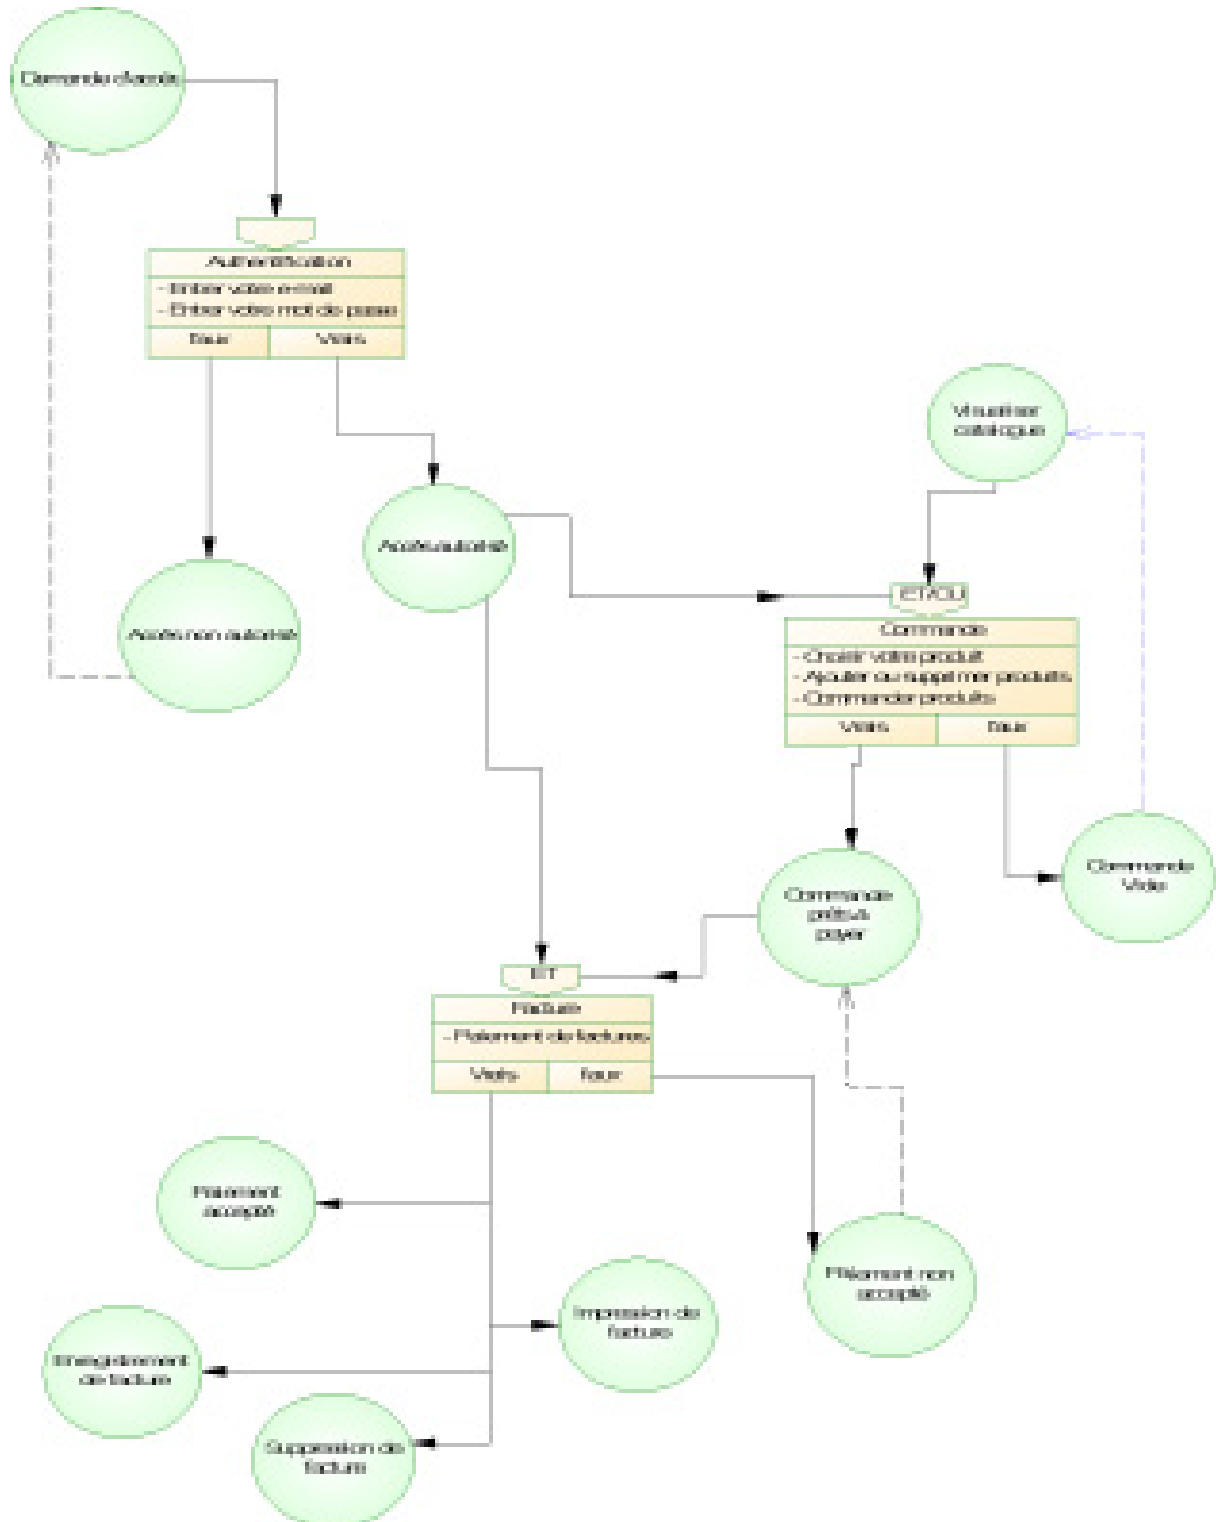 Demande d'accès
Authentification
- Entrer votre e-mail
- Entrer votre mot de passe
faux
Vrais
Visualiser
catalogue
Accès autorisé
ET/OU
Accès non autorisé
Commande
- Choisir votre produit
- Ajouter ou supprimer produits
- Commander produits
Vrais
faux
Commande
Vide
Commande
prêts a
payer
ET
Facture
- Paiement de factures
Vrais
faux
Paiement
accepté
Paiement non
accepté
Impression de
facture
Enregistrement
de facture
Suppression de
facture